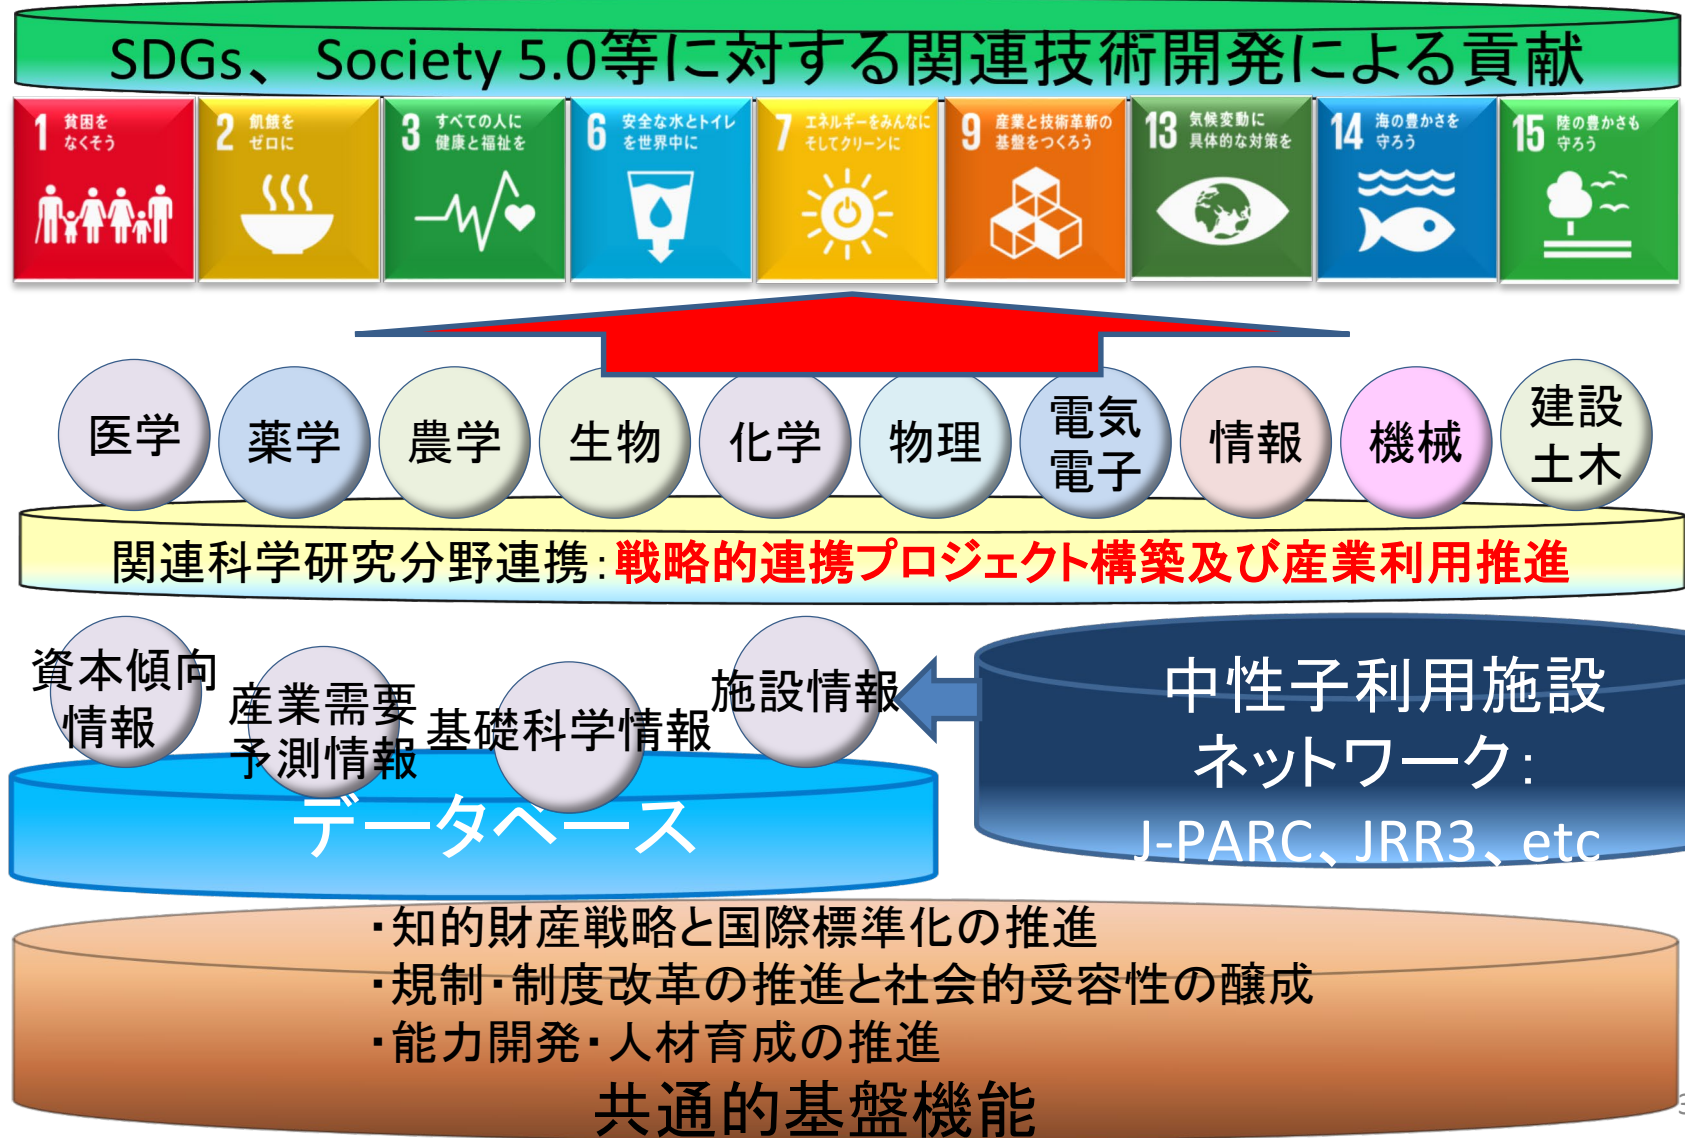 SDGs、 Society 5.0等に対する関連技術開発による貢献
1 貧困を
なくそう
2 飢餓を
ゼロに
3 すべての人に
健康と福祉を
6 安全な水とトイレ
を世界中に
7 エネルギーをみんなに
そしてクリーンに
9 産業と技術革新の
基盤をつくろう
13 気候変動に
具体的な対策を
14 海の豊かさを
守ろう
15 陸の豊かさも
守ろう
医学
薬学
農学
生物
化学
物理
電気
電子
情報
機械
建設
土木
関連科学研究分野連携:戦略的連携プロジェクト構築及び産業利用推進
資本傾向
情報
産業需要
予測情報
基礎科学情報
施設情報
中性子利用施設
ネットワーク:
J-PARC、JRR3、etc
データベース
・知的財産戦略と国際標準化の推進
・規制・制度改革の推進と社会的受容性の醸成
・能力開発・人材育成の推進
共通的基盤機能